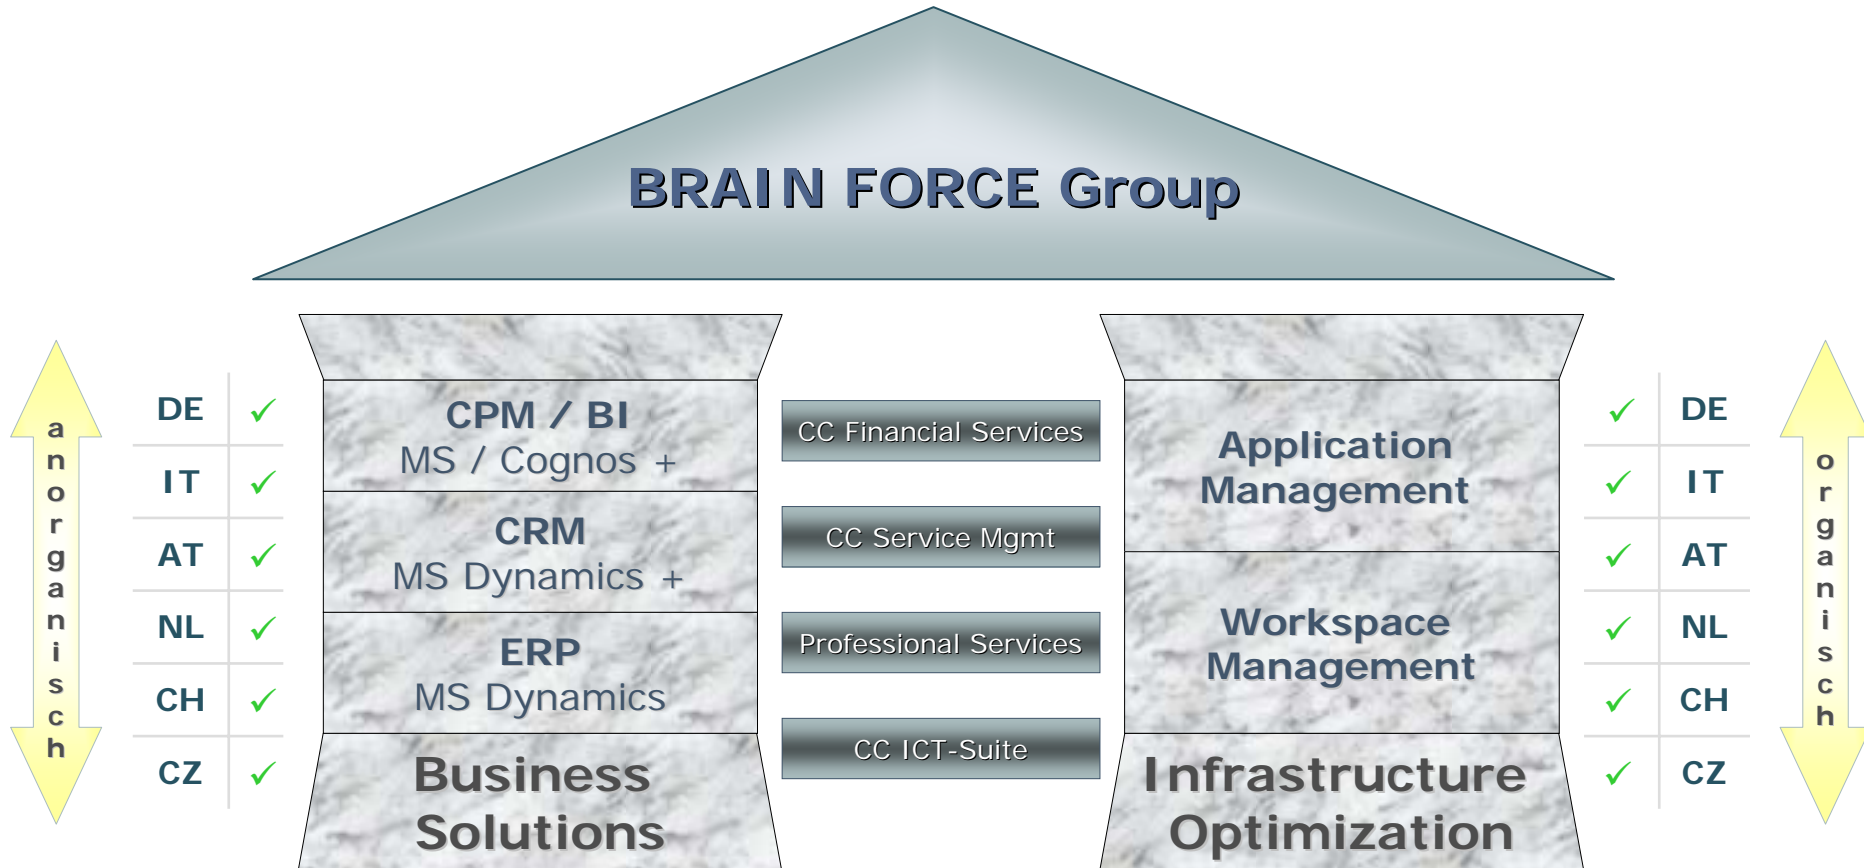 BRAIN FORCE Group
anorganisch
DE
IT
AT
NL
CH
CZ
CPM / BI
MS / Cognos +
CRM
MS Dynamics +
ERP
MS Dynamics
Business
Solutions
CC Financial Services
CC Service Mgmt
Professional Services
CC ICT-Suite
Application
Management
Workspace
Management
Infrastructure
Optimization
DE
IT
AT
NL
CH
CZ
organisch